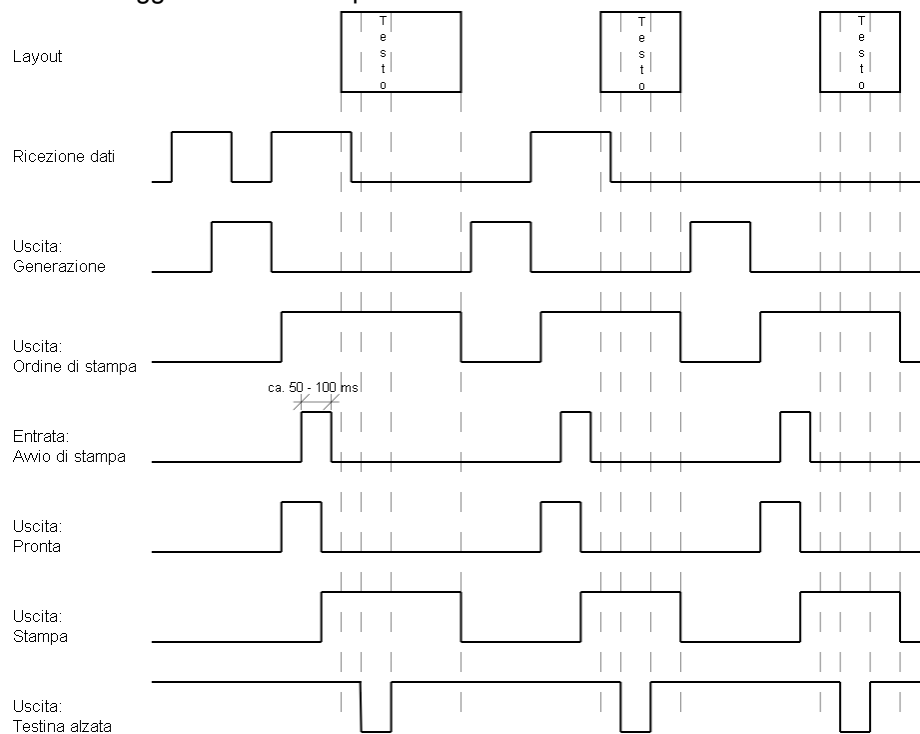 Layout
T
e
s
t
o
T
e
s
t
o
T
e
s
t
o
Ricezione dati
Uscita:
Generazione
Uscita:
Ordine di stampa
ca. 50 - 100 ms
Entrata:
Avvio di stampa
Uscita:
Pronta
Uscita:
Stampa
Uscita:
Testina alzata